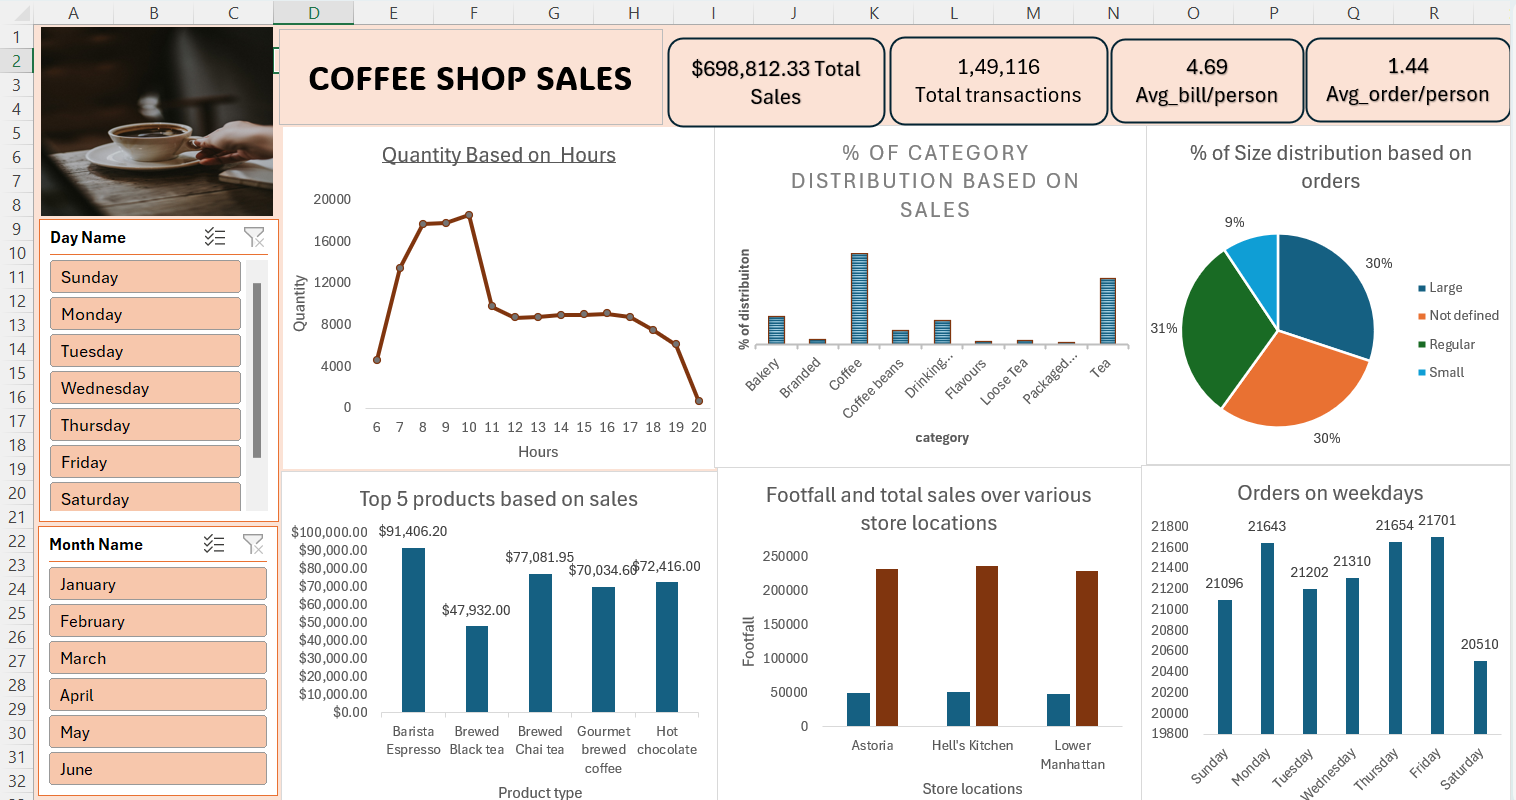 A B C D E F G H I J K L M N O P Q R
1
2
3
4
5
6
7
8
9
10
11
12
13
14
15
16
17
18
19
20
21
22
23
24
25
26
27
28
29
30
31
32
COFFEE SHOP SALES
$698,812.33 Total
Sales
1,49,116
Total transactions
4.69
Avg_bill/person
1.44
Avg_order/person
Day Name
Sunday
Monday
Tuesday
Wednesday
Thursday
Friday
Saturday
Month Name
January
February
March
April
May
June
Quantity Based on  Hours
Quantity
20000
16000
12000
8000
4000
0
6 7 8 9 10 11 12 13 14 15 16 17 18 19 20
Hours
% OF CATEGORY
DISTRIBUTION BASED ON
SALES
% of distribuiton
Bakery
Branded
Coffee
Coffee beans
Drinking...
Flavours
Loose Tea
Packaged...
Tea
category
% of Size distribution based on
orders
9%
30%
31%
30%
Large
Not defined
Regular
Small
Top 5 products based on sales
$100,000.00
$90,000.00
$80,000.00
$70,000.00
$60,000.00
$50,000.00
$40,000.00
$30,000.00
$20,000.00
$10,000.00
$0.00
$91,406.20
$47,932.00
$77,081.95
$70,034.60
$72,416.00
Barista
Espresso
Brewed
Black tea
Brewed
Chai tea
Gourmet
brewed
coffee
Hot
chocolate
Product type
Footfall and total sales over various
store locations
Footfall
250000
200000
150000
100000
50000
0
Astoria
Hell's Kitchen
Lower
Manhattan
Store locations
Orders on weekdays
21800
21600
21400
21200
21000
20800
20600
20400
20200
20000
19800
21096
21643
21202
21310
21654
21701
20510
Sunday
Monday
Tuesday
Wednesday
Thursday
Friday
Saturday